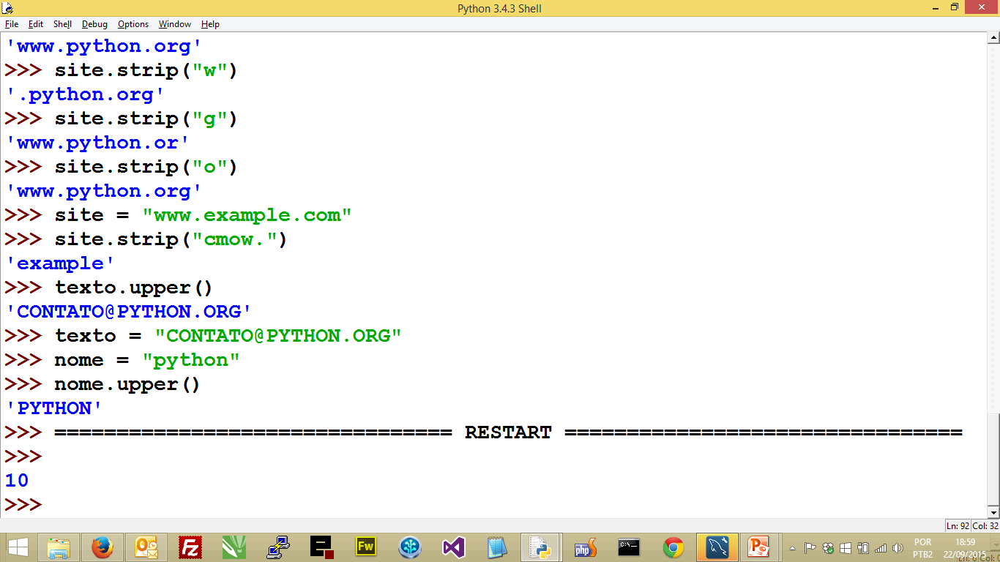 Python 3.4.3 Shell
File Edit Shell Debug Options Window Help
'www.python.org'
>>> site.strip("w")
'.python.org'
>>> site.strip("g")
'www.python.or'
>>> site.strip("o")
'www.python.org'
>>> site = "www.example.com"
>>> site.strip("cmow.")
'example'
>>> texto.upper()
'CONTATO@PYTHON.ORG'
>>> texto = "CONTATO@PYTHON.ORG"
>>> nome = "python"
>>> nome.upper()
'PYTHON'
>>> ================================ RESTART ================================
>>>
10
>>>
Ln: 92 Col: 32
Fz E Fw php C:\
POR 18:59
PTB2 22/09/2015